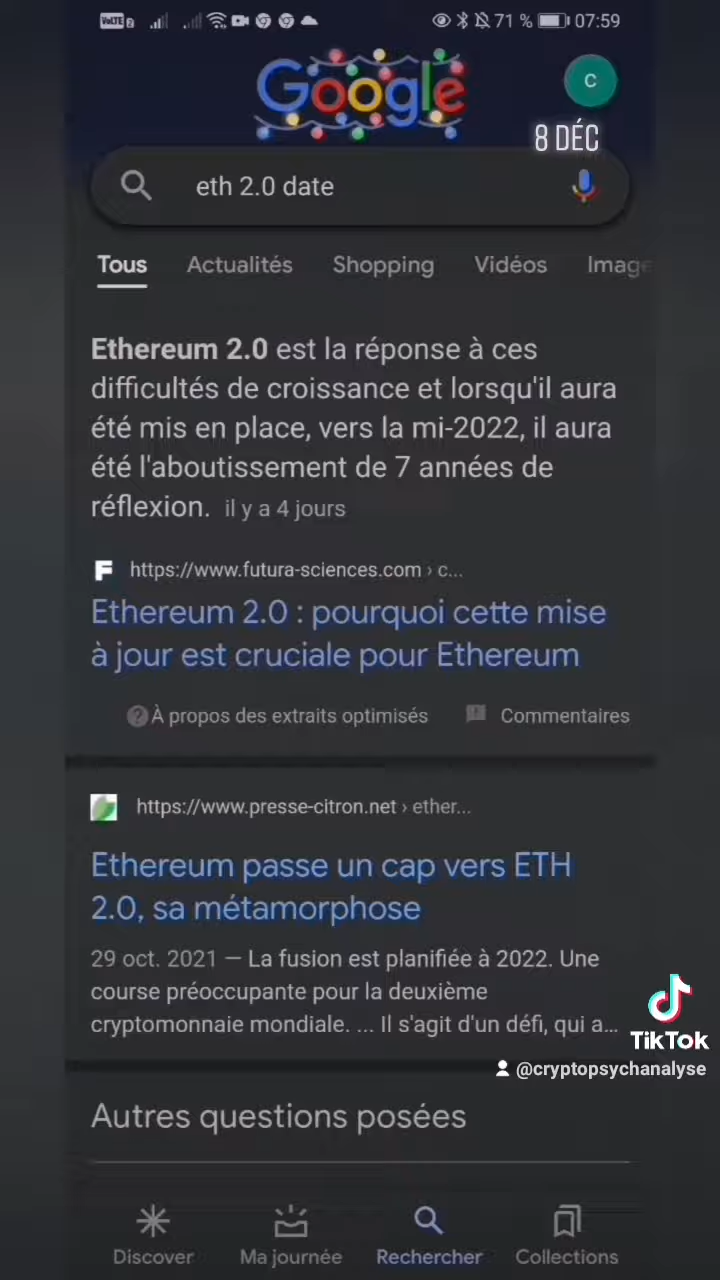 VoLTE 2 71 % 07:59
Google
C
8 DÉC
eth 2.0 date
Tous Actualités Shopping Vidéos Image
Ethereum 2.0 est la réponse à ces
difficultés de croissance et lorsqu'il aura
été mis en place, vers la mi-2022, il aura
été l'aboutissement de 7 années de
réflexion. il y a 4 jours
F https://www.futura-sciences.com › c...
Ethereum 2.0 : pourquoi cette mise
à jour est cruciale pour Ethereum
À propos des extraits optimisés Commentaires
https://www.presse-citron.net › ether...
Ethereum passe un cap vers ETH
2.0, sa métamorphose
29 oct. 2021 — La fusion est planifiée à 2022. Une
course préoccupante pour la deuxième
cryptomonnaie mondiale. ... Il s'agit d'un défi, qui a...
TikTok
@cryptopsychanalyse
Autres questions posées
Discover Ma journée Rechercher Collections